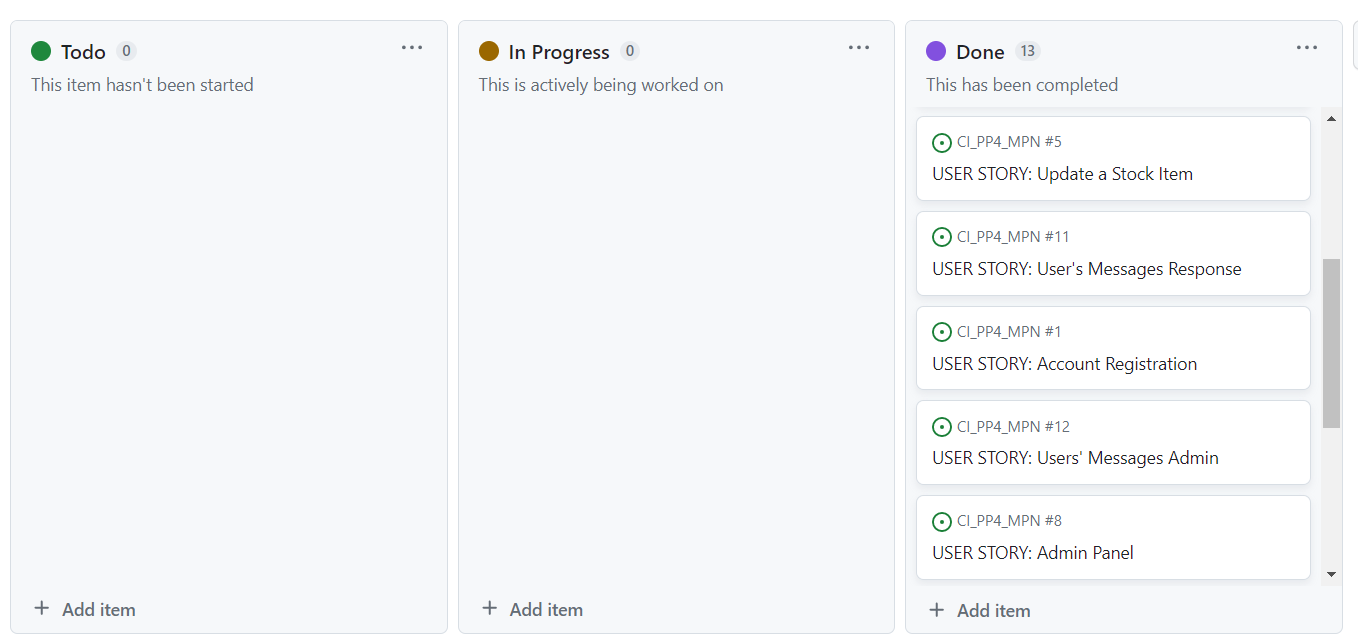 Todo 0
This item hasn't been started
+ Add item
In Progress 0
This is actively being worked on
+ Add item
Done 13
This has been completed
CI_PP4_MPN #5
USER STORY: Update a Stock Item
CI_PP4_MPN #11
USER STORY: User's Messages Response
CI_PP4_MPN #1
USER STORY: Account Registration
CI_PP4_MPN #12
USER STORY: Users' Messages Admin
CI_PP4_MPN #8
USER STORY: Admin Panel
+ Add item